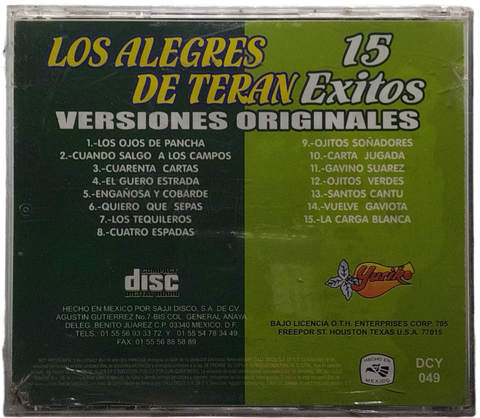 LOS ALEGRES
DE TERAN
15
Exitos
VERSIONES ORIGINALES
1.-LOS OJOS DE PANCHA
2.-CUANDO SALGO A LOS CAMPOS
3.-CUARENTA CARTAS
4.-EL GUERO ESTRADA
5.-ENGAÑOSA Y COBARDE
6.-QUIERO QUE SEPAS
7.-LOS TEQUILEROS
8.-CUATRO ESPADAS
9.-OJITOS SOÑADORES
10.-CARTA JUGADA
11.-GAVINO SUAREZ
12.-OJITOS VERDES
13.-SANTOS CANTU
14.-VUELVE GAVIOTA
15.-LA CARGA BLANCA
COMPACT
disc
DIGITAL AUDIO
Yuriko
HECHO EN MEXICO POR SAJJI DISCO, S.A. DE C.V.
AGUSTIN GUTIERREZ No.7-BIS COL. GENERAL ANAYA
DELEG. BENITO JUAREZ C.P. 03340 MEXICO, D.F.
TELS. 01 55 56 93 33 72 Y 01 55 54 78 34 49
FAX. 01 55 56 88 58 89
BAJO LICENCIA O.T.H. ENTERPRISES CORP. 705
FREEPOR ST. HOUSTON TEXAS U.S.A. 77015
HECHO EN
MEXICO
DCY
049